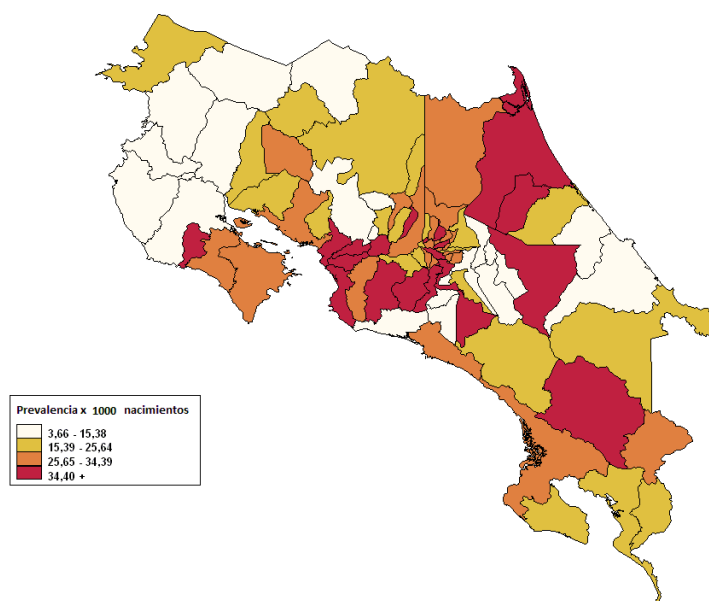 Prevalencia x 1000 nacimientos
3,66 - 15,38
15,39 - 25,64
25,65 - 34,39
34,40 +